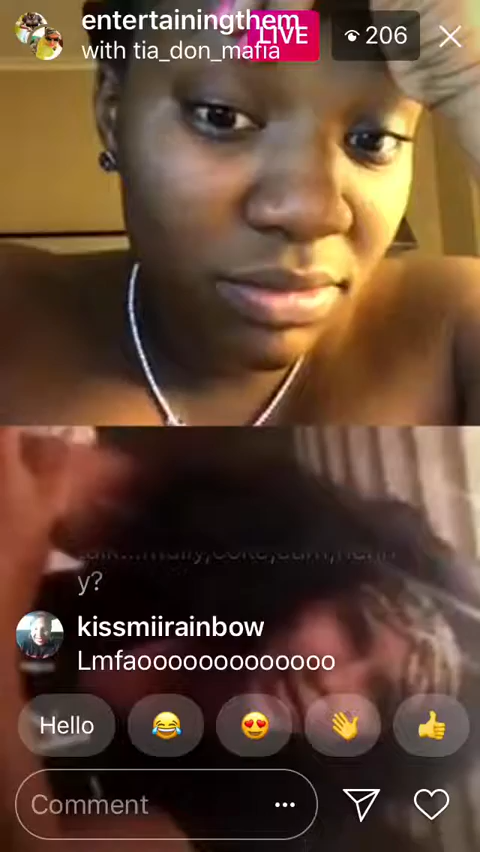 entertainingthem
LIVE
206
with tia_don_mafia
y?
kissmiirainbow
Lmfaooooooooooooo
Hello
Comment